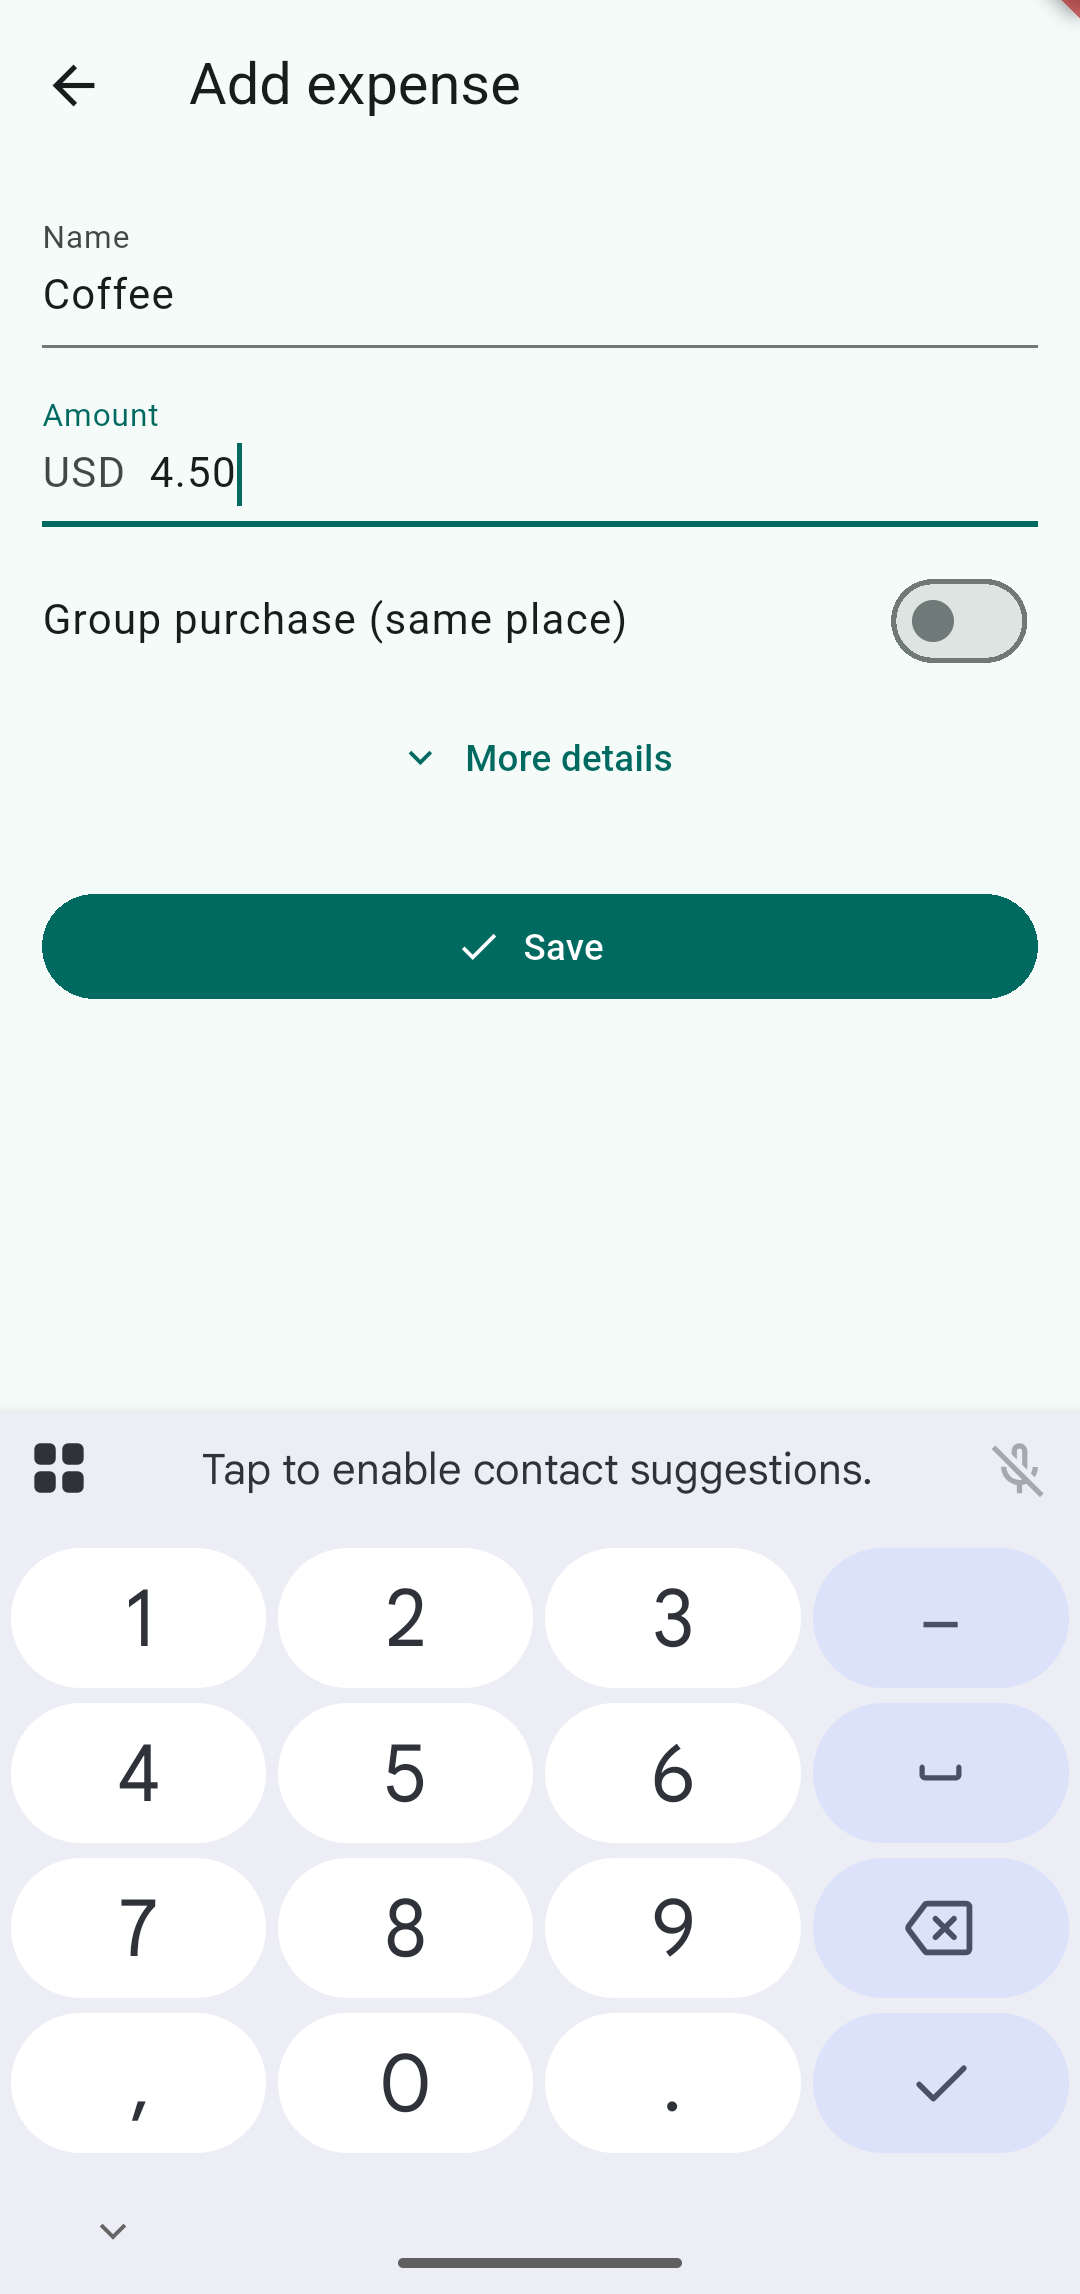 Add expense
Name
Coffee
Amount
USD 4.50
Group purchase (same place)
More details
Save
Tap to enable contact suggestions.
1 2 3 –
4 5 6
7 8 9
, 0 .